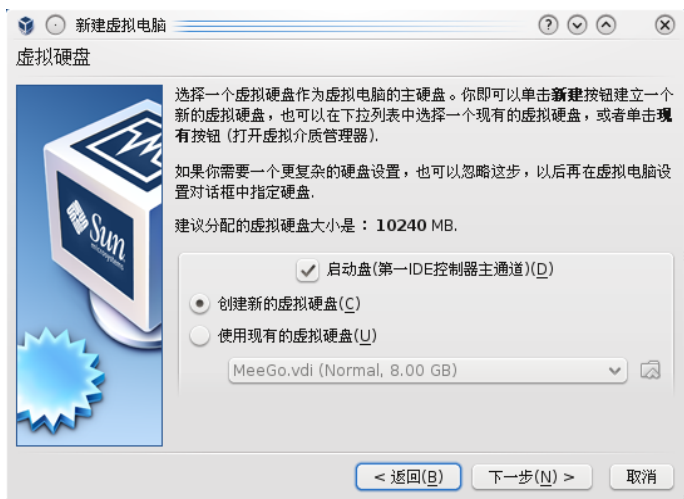 新建虚拟电脑
虚拟硬盘
选择一个虚拟硬盘作为虚拟电脑的主硬盘。你即可以单击新建按钮建立一个
新的虚拟硬盘，也可以在下拉列表中选择一个现有的虚拟硬盘，或者单击现
有按钮 (打开虚拟介质管理器).
如果你需要一个更复杂的硬盘设置，也可以忽略这步，以后再在虚拟电脑设
置对话框中指定硬盘.
建议分配的虚拟硬盘大小是： 10240 MB.
Sun
microsystems
启动盘(第一IDE控制器主通道)(D)
创建新的虚拟硬盘(C)
使用现有的虚拟硬盘(U)
MeeGo.vdi (Normal, 8.00 GB)
< 返回(B)
下一步(N) >
取消